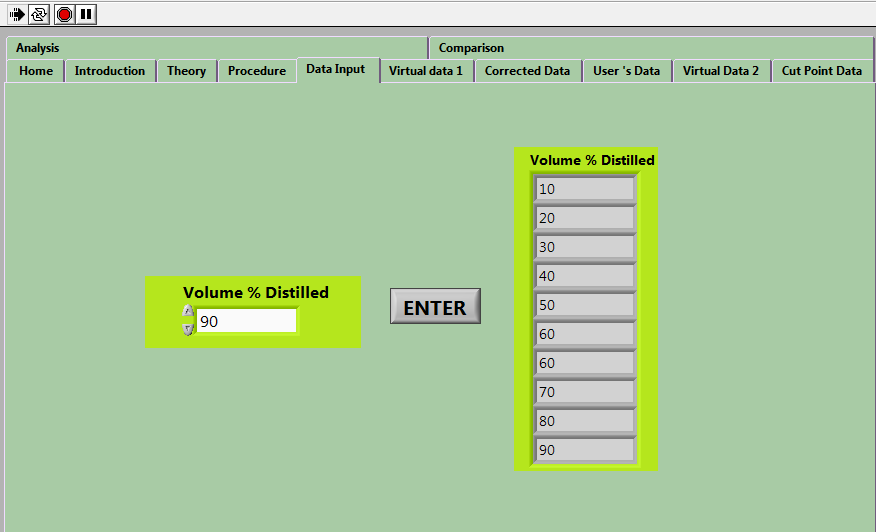 Analysis Comparison
Home Introduction Theory Procedure Data Input Virtual data 1 Corrected Data User 's Data Virtual Data 2 Cut Point Data
Volume % Distilled
90
ENTER
Volume % Distilled
10
20
30
40
50
60
60
70
80
90